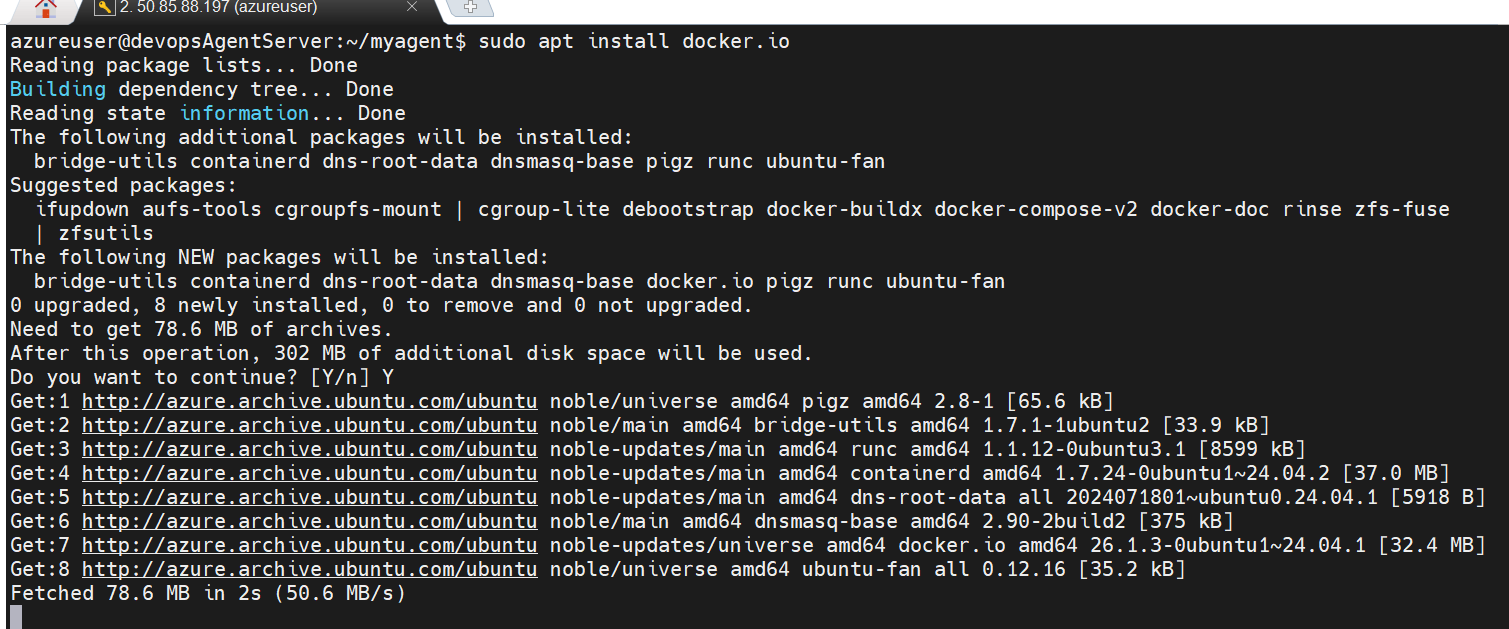 2. 50.85.88.197 (azureuser)
azureuser@devopsAgentServer:~/myagent$ sudo apt install docker.io
Reading package lists... Done
Building dependency tree... Done
Reading state information... Done
The following additional packages will be installed:
  bridge-utils containerd dns-root-data dnsmasq-base pigz runc ubuntu-fan
Suggested packages:
  ifupdown aufs-tools cgroupfs-mount | cgroup-lite debootstrap docker-buildx docker-compose-v2 docker-doc rinse zfs-fuse
  | zfsutils
The following NEW packages will be installed:
  bridge-utils containerd dns-root-data dnsmasq-base docker.io pigz runc ubuntu-fan
0 upgraded, 8 newly installed, 0 to remove and 0 not upgraded.
Need to get 78.6 MB of archives.
After this operation, 302 MB of additional disk space will be used.
Do you want to continue? [Y/n] Y
Get:1 http://azure.archive.ubuntu.com/ubuntu noble/universe amd64 pigz amd64 2.8-1 [65.6 kB]
Get:2 http://azure.archive.ubuntu.com/ubuntu noble/main amd64 bridge-utils amd64 1.7.1-1ubuntu2 [33.9 kB]
Get:3 http://azure.archive.ubuntu.com/ubuntu noble-updates/main amd64 runc amd64 1.1.12-0ubuntu3.1 [8599 kB]
Get:4 http://azure.archive.ubuntu.com/ubuntu noble-updates/main amd64 containerd amd64 1.7.24-0ubuntu1~24.04.2 [37.0 MB]
Get:5 http://azure.archive.ubuntu.com/ubuntu noble-updates/main amd64 dns-root-data all 2024071801~ubuntu0.24.04.1 [5918 B]
Get:6 http://azure.archive.ubuntu.com/ubuntu noble/main amd64 dnsmasq-base amd64 2.90-2build2 [375 kB]
Get:7 http://azure.archive.ubuntu.com/ubuntu noble-updates/universe amd64 docker.io amd64 26.1.3-0ubuntu1~24.04.1 [32.4 MB]
Get:8 http://azure.archive.ubuntu.com/ubuntu noble/universe amd64 ubuntu-fan all 0.12.16 [35.2 kB]
Fetched 78.6 MB in 2s (50.6 MB/s)